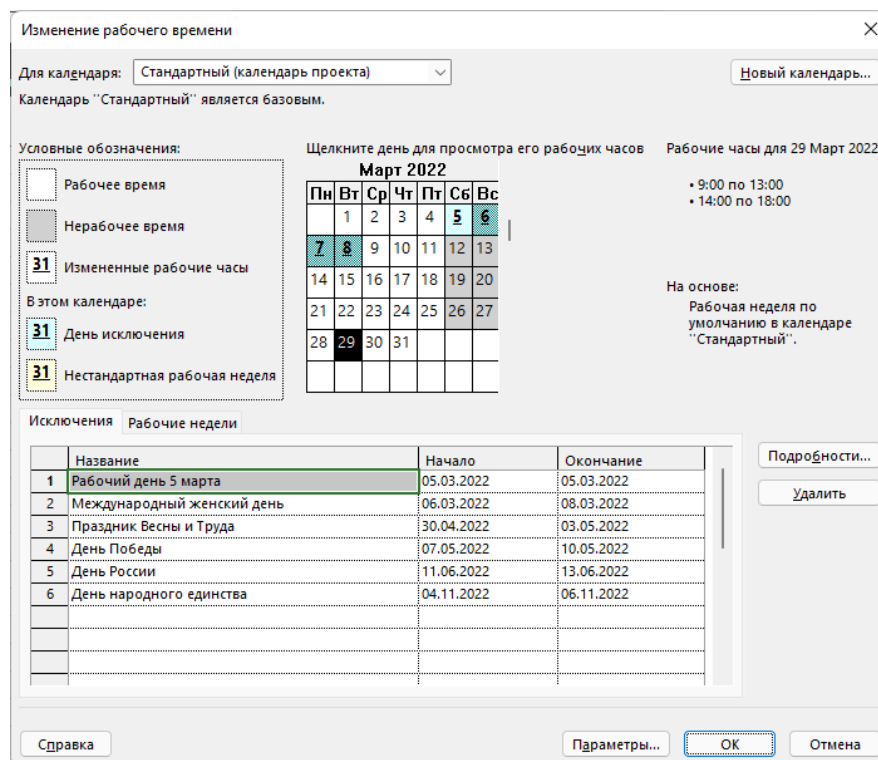 Изменение рабочего времени
Для календаря: Стандартный (календарь проекта)
Новый календарь...
Календарь "Стандартный" является базовым.
Условные обозначения:
Рабочее время
Нерабочее время
31 Измененные рабочие часы
В этом календаре:
31 День исключения
31 Нестандартная рабочая неделя
Щелкните день для просмотра его рабочих часов
Март 2022
Пн Вт Ср Чт Пт Сб Вс
1 2 3 4 5 6
7 8 9 10 11 12 13
14 15 16 17 18 19 20
21 22 23 24 25 26 27
28 29 30 31
Рабочие часы для 29 Март 2022
• 9:00 по 13:00
• 14:00 по 18:00
На основе:
Рабочая неделя по
умолчанию в календаре
"Стандартный".
Исключения Рабочие недели
Название Начало Окончание
1 Рабочий день 5 марта 05.03.2022 05.03.2022
2 Международный женский день 06.03.2022 08.03.2022
3 Праздник Весны и Труда 30.04.2022 03.05.2022
4 День Победы 07.05.2022 10.05.2022
5 День России 11.06.2022 13.06.2022
6 День народного единства 04.11.2022 06.11.2022
Подробности...
Удалить
Справка Параметры... ОК Отмена